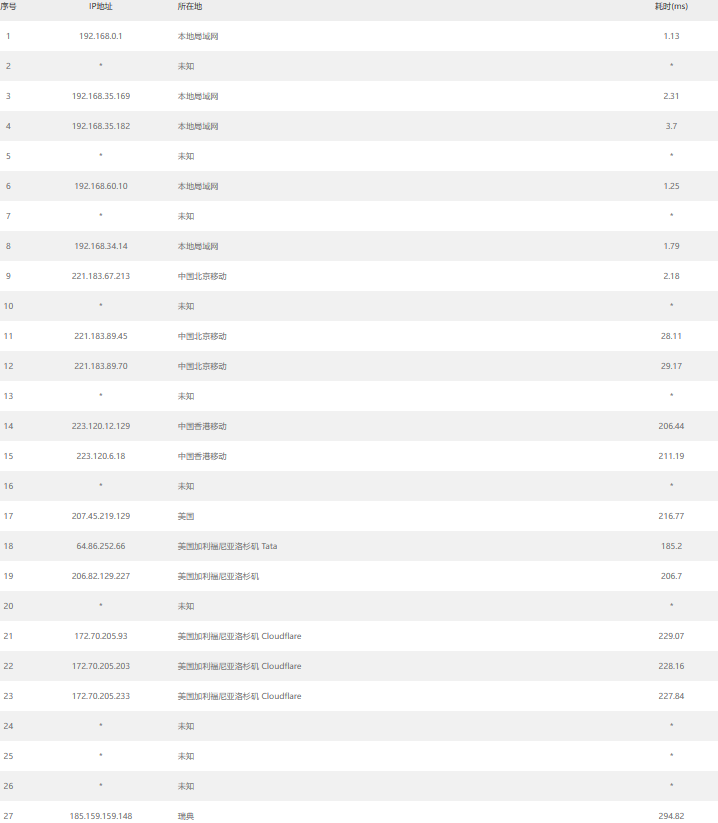 序号 IP地址 所在地 耗时(ms)
1 192.168.0.1 本地局域网 1.13
2 * 未知 *
3 192.168.35.169 本地局域网 2.31
4 192.168.35.182 本地局域网 3.7
5 * 未知 *
6 192.168.60.10 本地局域网 1.25
7 * 未知 *
8 192.168.34.14 本地局域网 1.79
9 221.183.67.213 中国北京移动 2.18
10 * 未知 *
11 221.183.89.45 中国北京移动 28.11
12 221.183.89.70 中国北京移动 29.17
13 * 未知 *
14 223.120.12.129 中国香港移动 206.44
15 223.120.6.18 中国香港移动 211.19
16 * 未知 *
17 207.45.219.129 美国 216.77
18 64.86.252.66 美国加利福尼亚洛杉矶 Tata 185.2
19 206.82.129.227 美国加利福尼亚洛杉矶 206.7
20 * 未知 *
21 172.70.205.93 美国加利福尼亚洛杉矶 Cloudflare 229.07
22 172.70.205.203 美国加利福尼亚洛杉矶 Cloudflare 228.16
23 172.70.205.233 美国加利福尼亚洛杉矶 Cloudflare 227.84
24 * 未知 *
25 * 未知 *
26 * 未知 *
27 185.159.159.148 瑞典 294.82